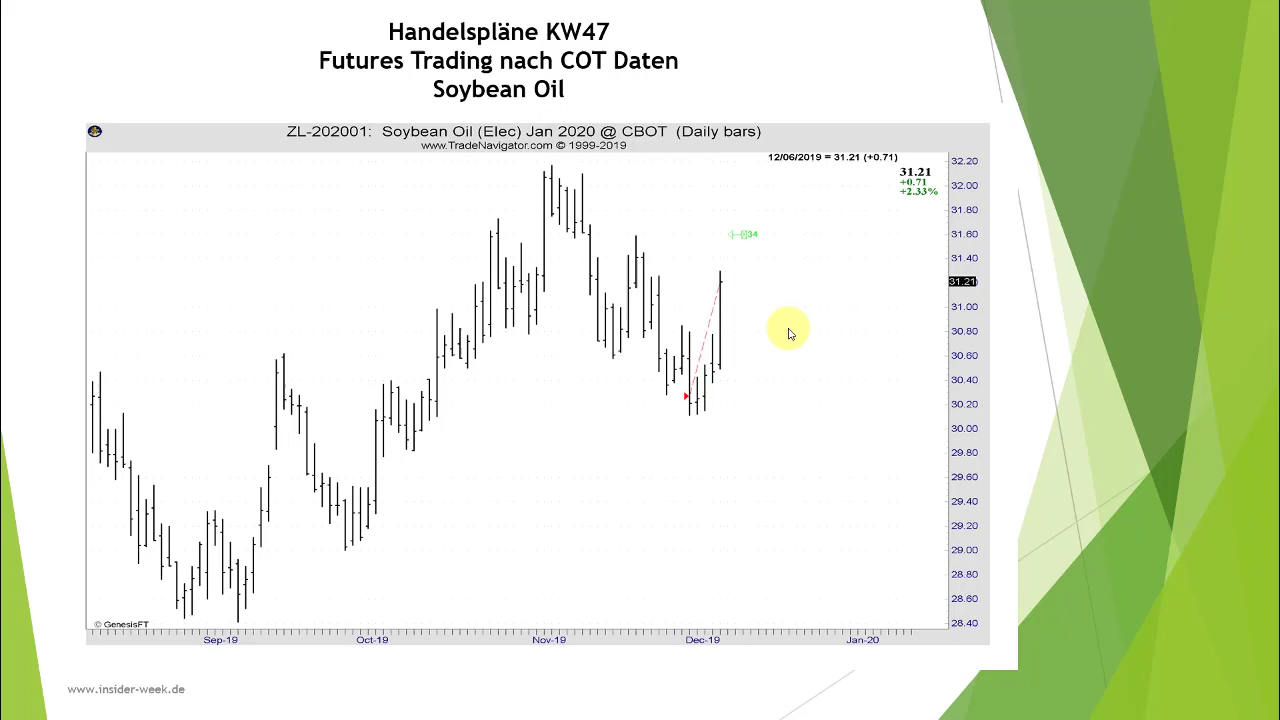 Handelspläne KW47
Futures Trading nach COT Daten
Soybean Oil
ZL-202001: Soybean Oil (Elec) Jan 2020 @ CBOT (Daily bars)
www.TradeNavigator.com © 1999-2019
12/06/2019 = 31.21 (+0.71)
31.21
+0.71
+2.33%
32.20
32.00
31.80
31.60
31.40
31.21
31.00
30.80
30.60
30.40
30.20
30.00
29.80
29.60
29.40
29.20
29.00
28.80
28.60
28.40
© GenesisFT
Sep-19 Oct-19 Nov-19 Dec-19 Jan-20
www.insider-week.de